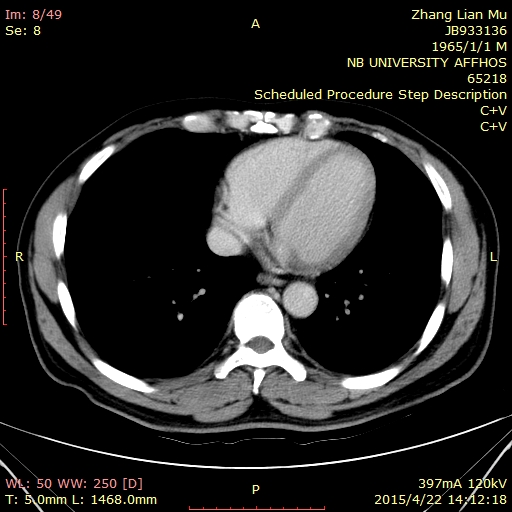 Im: 8/49
Se: 8
A
Zhang Lian Mu
JB933136
1965/1/1 M
NB UNIVERSITY AFFHOS
65218
Scheduled Procedure Step Description
C+V
C+V
R
L
WL: 50 WW: 250 [D]
T: 5.0mm L: 1468.0mm
P
397mA 120kV
2015/4/22 14:12:18